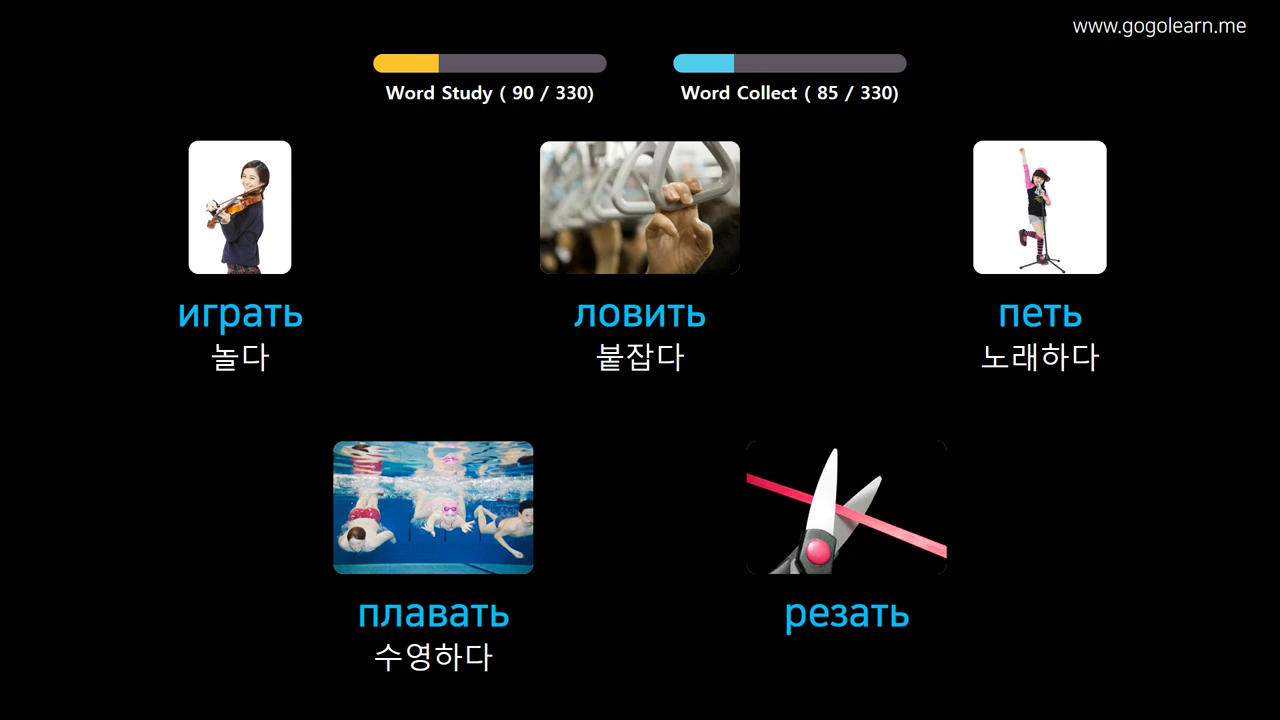 www.gogolearn.me
Word Study ( 90 / 330)
Word Collect ( 85 / 330)
играть
놀다
ловить
붙잡다
петь
노래하다
плавать
수영하다
резать